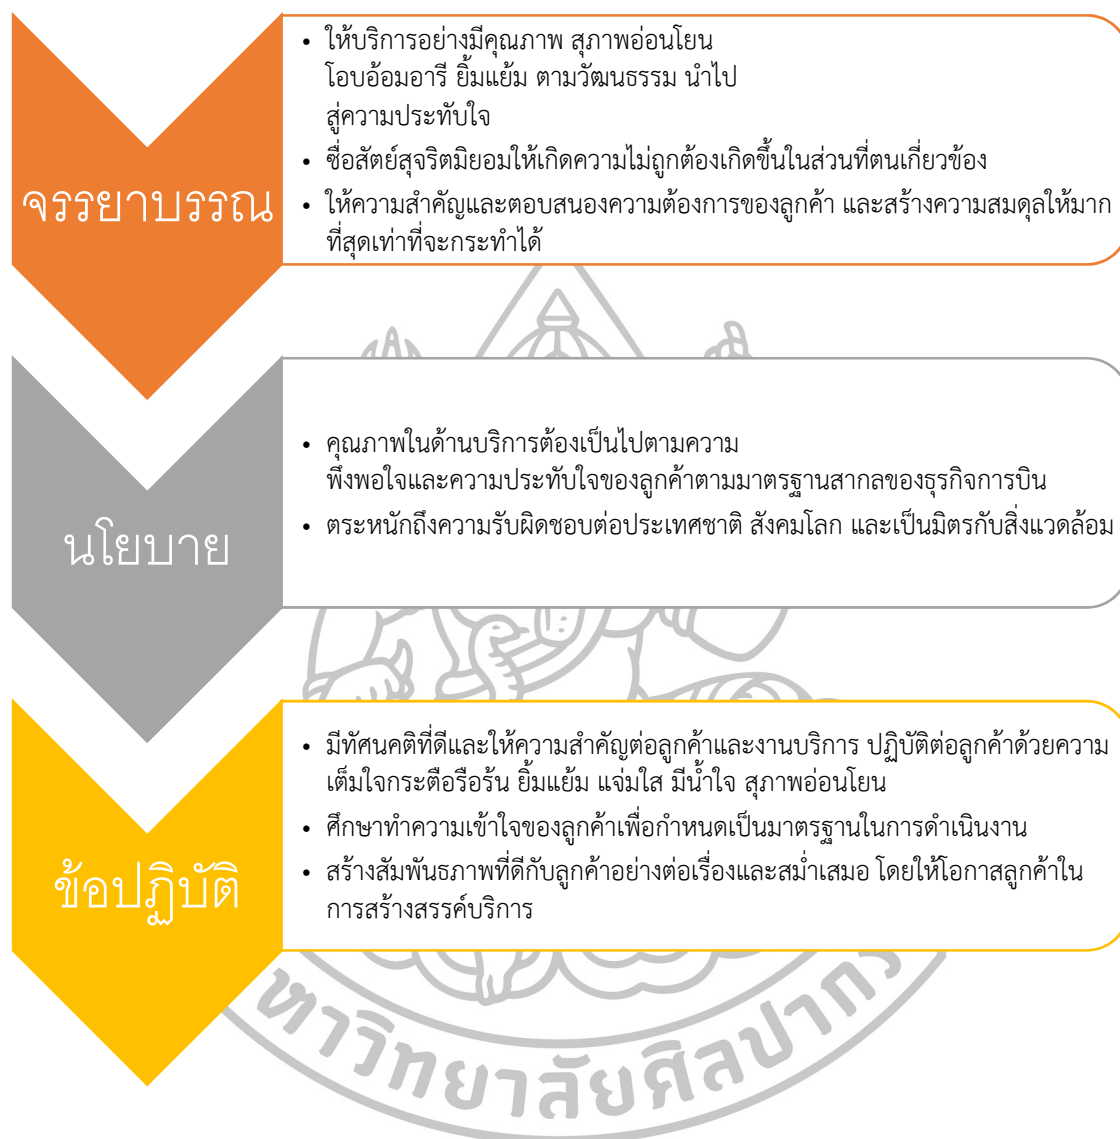 จรรยาบรรณ
• ให้บริการอย่างมีคุณภาพ สุภาพอ่อนโยน
โอบอ้อมอารี ยิ้มแย้ม ตามวัฒนธรรม นำไป
สู่ความประทับใจ
• ซื่อสัตย์สุจริตมิยอมให้เกิดความไม่ถูกต้องเกิดขึ้นในส่วนที่ตนเกี่ยวข้อง
• ให้ความสำคัญและตอบสนองความต้องการของลูกค้า และสร้างความสมดุลให้มาก
ที่สุดเท่าที่จะกระทำได้
นโยบาย
• คุณภาพในด้านบริการต้องเป็นไปตามความ
พึงพอใจและความประทับใจของลูกค้าตามมาตรฐานสากลของธุรกิจการบิน
• ตระหนักถึงความรับผิดชอบต่อประเทศชาติ สังคมโลก และเป็นมิตรกับสิ่งแวดล้อม
ข้อปฏิบัติ
• มีทัศนคติที่ดีและให้ความสำคัญต่อลูกค้าและงานบริการ ปฏิบัติต่อลูกค้าด้วยความ
เต็มใจกระตือรือร้น ยิ้มแย้ม แจ่มใส มีน้ำใจ สุภาพอ่อนโยน
• ศึกษาทำความเข้าใจของลูกค้าเพื่อกำหนดเป็นมาตรฐานในการดำเนินงาน
• สร้างสัมพันธภาพที่ดีกับลูกค้าอย่างต่อเรื่องและสม่ำเสมอ โดยให้โอกาสลูกค้าใน
การสร้างสรรค์บริการ
หาวิทยาลัยศิลปากร